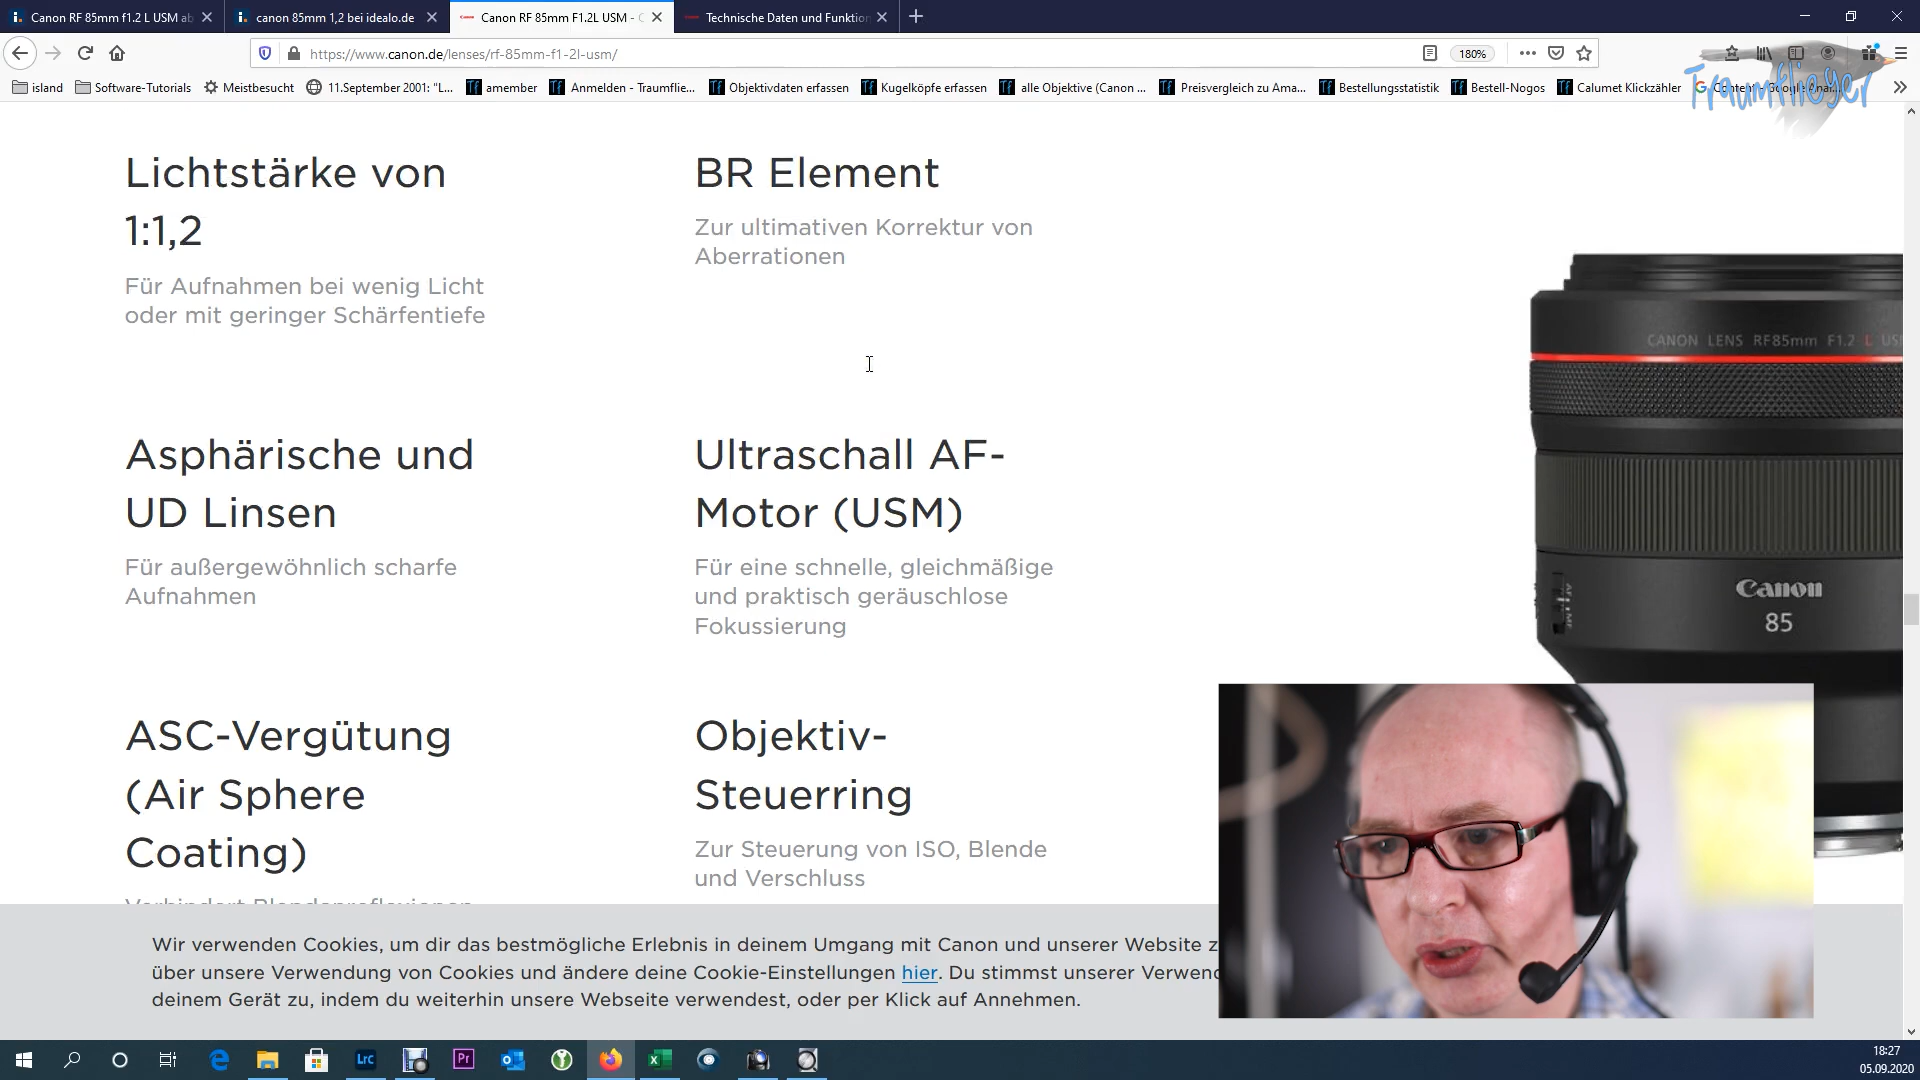 Canon RF 85mm F1.2 L USM ab
canon 85mm 1,2 bei idealo.de
Canon RF 85mm F1.2L USM -
Technische Daten und Funktion
https://www.canon.de/lenses/rf-85mm-f1-2l-usm/
180%
island
Software-Tutorials
Meistbesucht
11.September 2001: "L...
amember
Anmelden - Traumflie...
Objektivdaten erfassen
Kugelköpfe erfassen
alle Objektive (Canon ...
Preisvergleich zu Ama...
Bestellungsstatistik
Bestell-Nogos
Calumet Klickzähler
Traumflieger
Lichtstärke von
1:1,2
Für Aufnahmen bei wenig Licht
oder mit geringer Schärfentiefe
BR Element
Zur ultimativen Korrektur von
Aberrationen
Asphärische und
UD Linsen
Für außergewöhnlich scharfe
Aufnahmen
Ultraschall AF-
Motor (USM)
Für eine schnelle, gleichmäßige
und praktisch geräuschlose
Fokussierung
CANON LENS RF85mm F1.2 L US
Canon
85
ASC-Vergütung
(Air Sphere
Coating)
Objektiv-
Steuerring
Zur Steuerung von ISO, Blende
und Verschluss
Wir verwenden Cookies, um dir das bestmögliche Erlebnis in deinem Umgang mit Canon und unserer Website z
über unsere Verwendung von Cookies und ändere deine Cookie-Einstellungen hier. Du stimmst unserer Verwend
deinem Gerät zu, indem du weiterhin unsere Webseite verwendest, oder per Klick auf Annehmen.
Lrc
Pr
18:27
05.09.2020